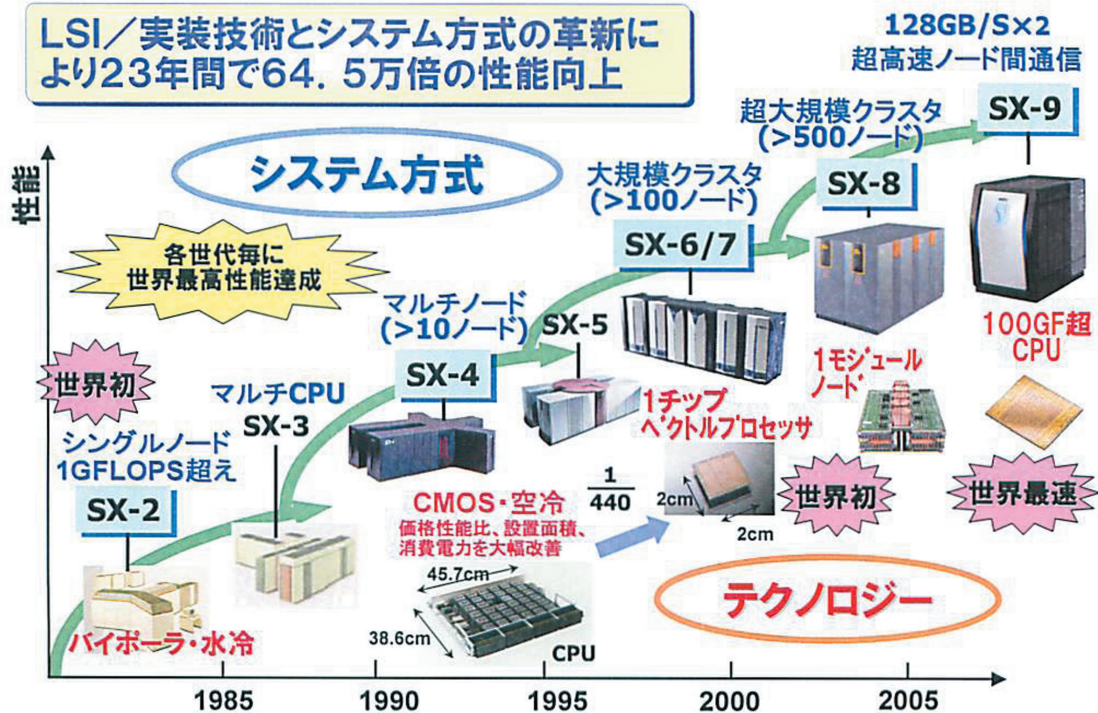 LSI/実装技術とシステム方式の革新に
より23年間で64.5万倍の性能向上
128GB/S×2
超高速ノード間通信
SX-9
超大規模クラスタ
(>500ノード)
SX-8
システム方式
大規模クラスタ
(>100ノード)
SX-6/7
性能
各世代毎に
世界最高性能達成
マルチノード
(>10ノード)
SX-5
SX-4
100GF超
CPU
世界初
マルチCPU
SX-3
1モジュール
ノード
1チップ
ベクトルプロセッサ
シングルノード
1GFLOPS超え
SX-2
CMOS・空冷
価格性能比、設置面積、
消費電力を大幅改善
1
440
2cm
2cm
世界初
世界最速
45.7cm
38.6cm
CPU
テクノロジー
バイポーラ・水冷
1985
1990
1995
2000
2005